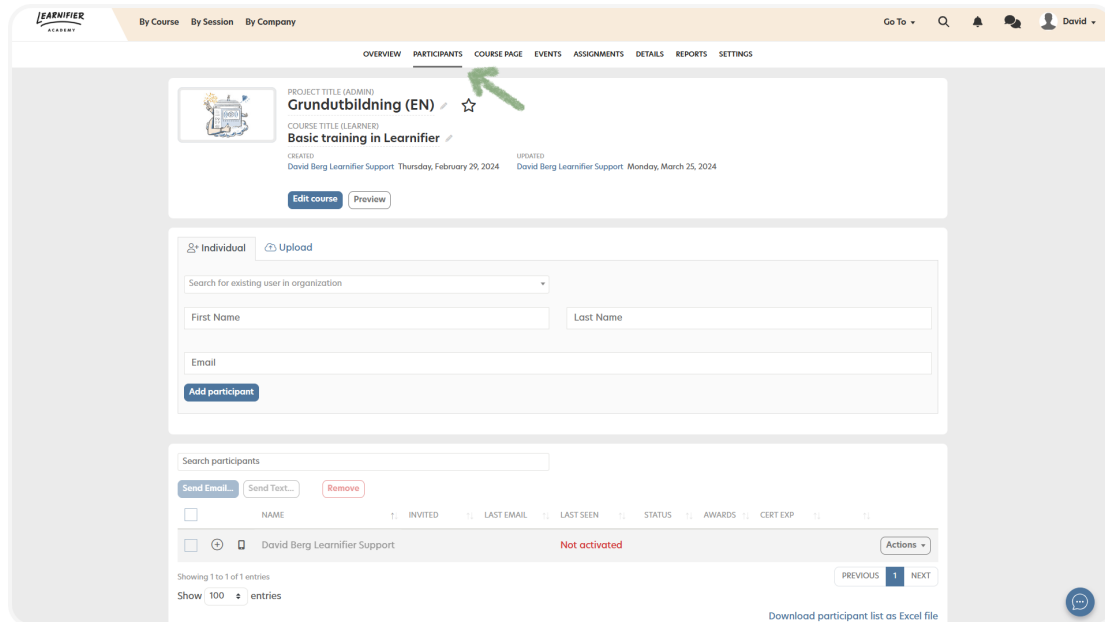 LEARNIFIER
ACADEMY
By Course By Session By Company
Go To
David
OVERVIEW PARTICIPANTS COURSE PAGE EVENTS ASSIGNMENTS DETAILS REPORTS SETTINGS
PROJECT TITLE (ADMIN)
Grundutbildning (EN)
COURSE TITLE (LEARNER)
Basic training in Learnifier
CREATED UPDATED
David Berg Learnifier Support Thursday, February 29, 2024 David Berg Learnifier Support Monday, March 25, 2024
Edit course Preview
Individual Upload
Search for existing user in organization
First Name Last Name
Email
Add participant
Search participants
Send Email... Send Text... Remove
NAME INVITED LAST EMAIL LAST SEEN STATUS AWARDS CERT EXP
David Berg Learnifier Support Not activated Actions
Showing 1 to 1 of 1 entries
PREVIOUS 1 NEXT
Show 100 entries
Download participant list as Excel file